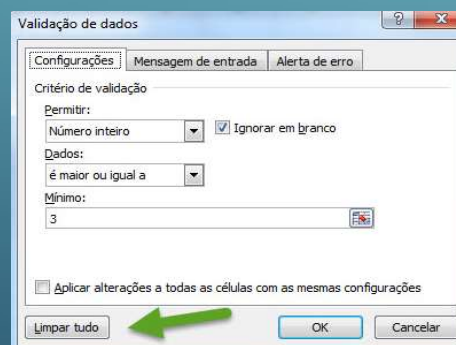 Validação de dados
Configurações Mensagem de entrada Alerta de erro
Critério de validação
Permitir:
Número inteiro Ignorar em branco
Dados:
é maior ou igual a
Mínimo:
3
Aplicar alterações a todas as células com as mesmas configurações
Limpar tudo OK Cancelar